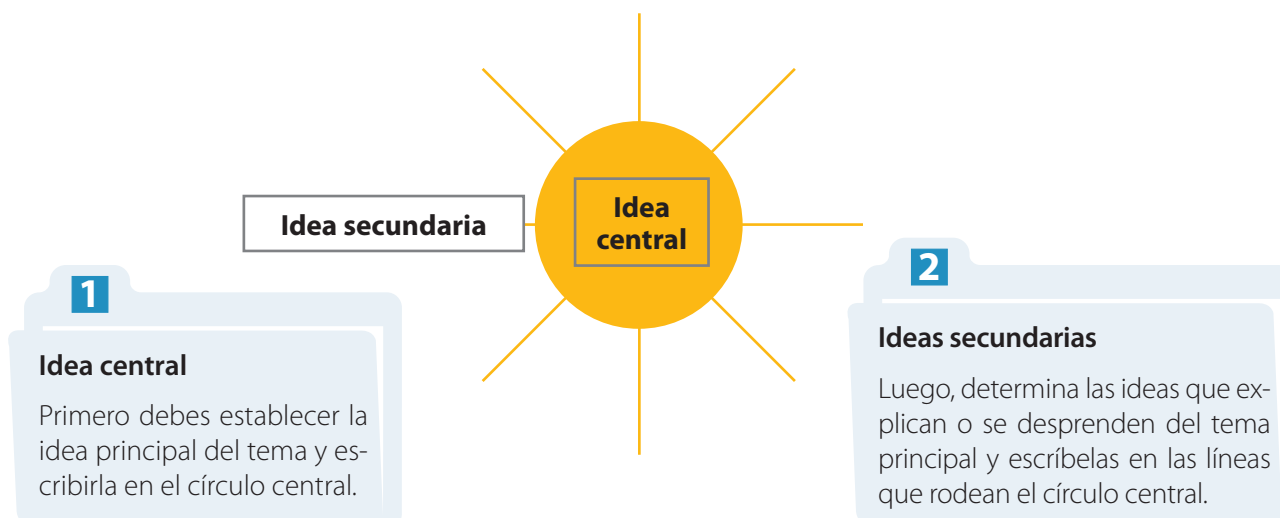 Idea secundaria
Idea
central
1
Idea central
Primero debes establecer la
idea principal del tema y es-
cribirla en el círculo central.
2
Ideas secundarias
Luego, determina las ideas que ex-
plican o se desprenden del tema
principal y escríbelas en las líneas
que rodean el círculo central.